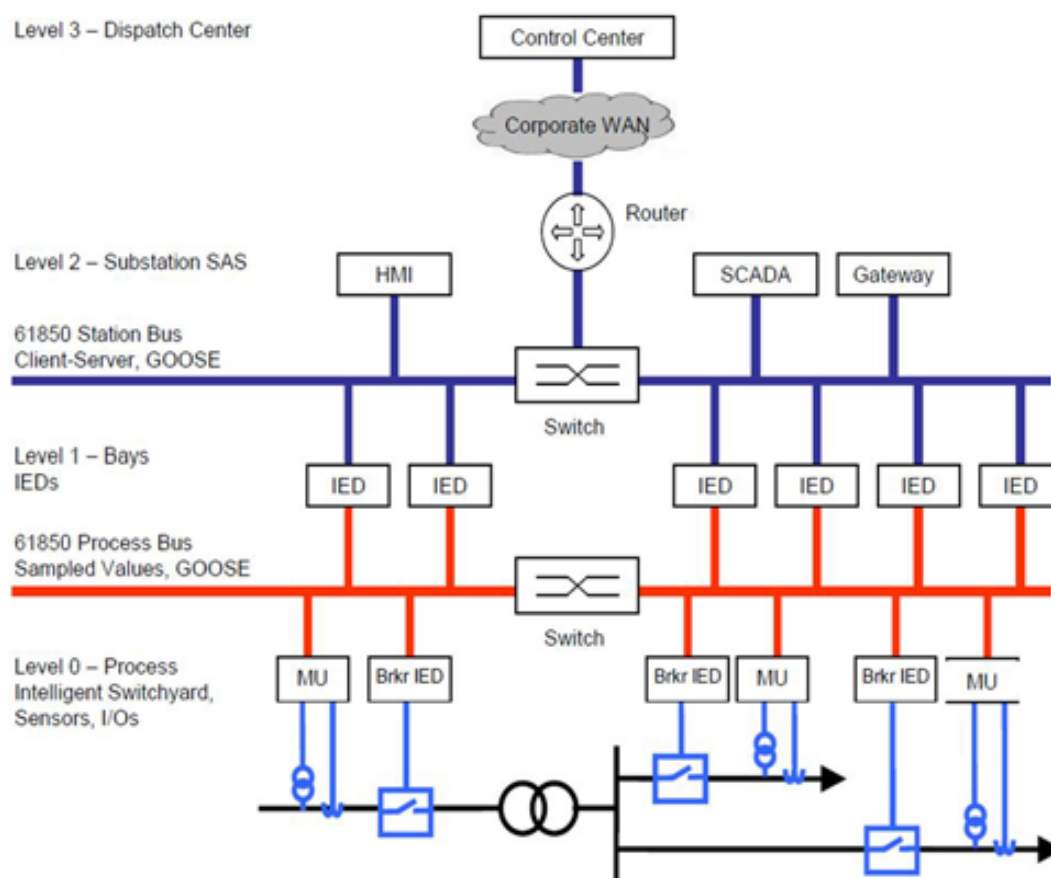 Level 3 – Dispatch Center
Control Center
Corporate WAN
Router
Level 2 – Substation SAS
HMI
SCADA
Gateway
61850 Station Bus
Client-Server, GOOSE
Switch
Level 1 – Bays
IEDs
IED
IED
IED
IED
IED
IED
61850 Process Bus
Sampled Values, GOOSE
Switch
Level 0 – Process
Intelligent Switchyard,
Sensors, I/Os
MU
Brkr IED
Brkr IED
MU
Brkr IED
MU